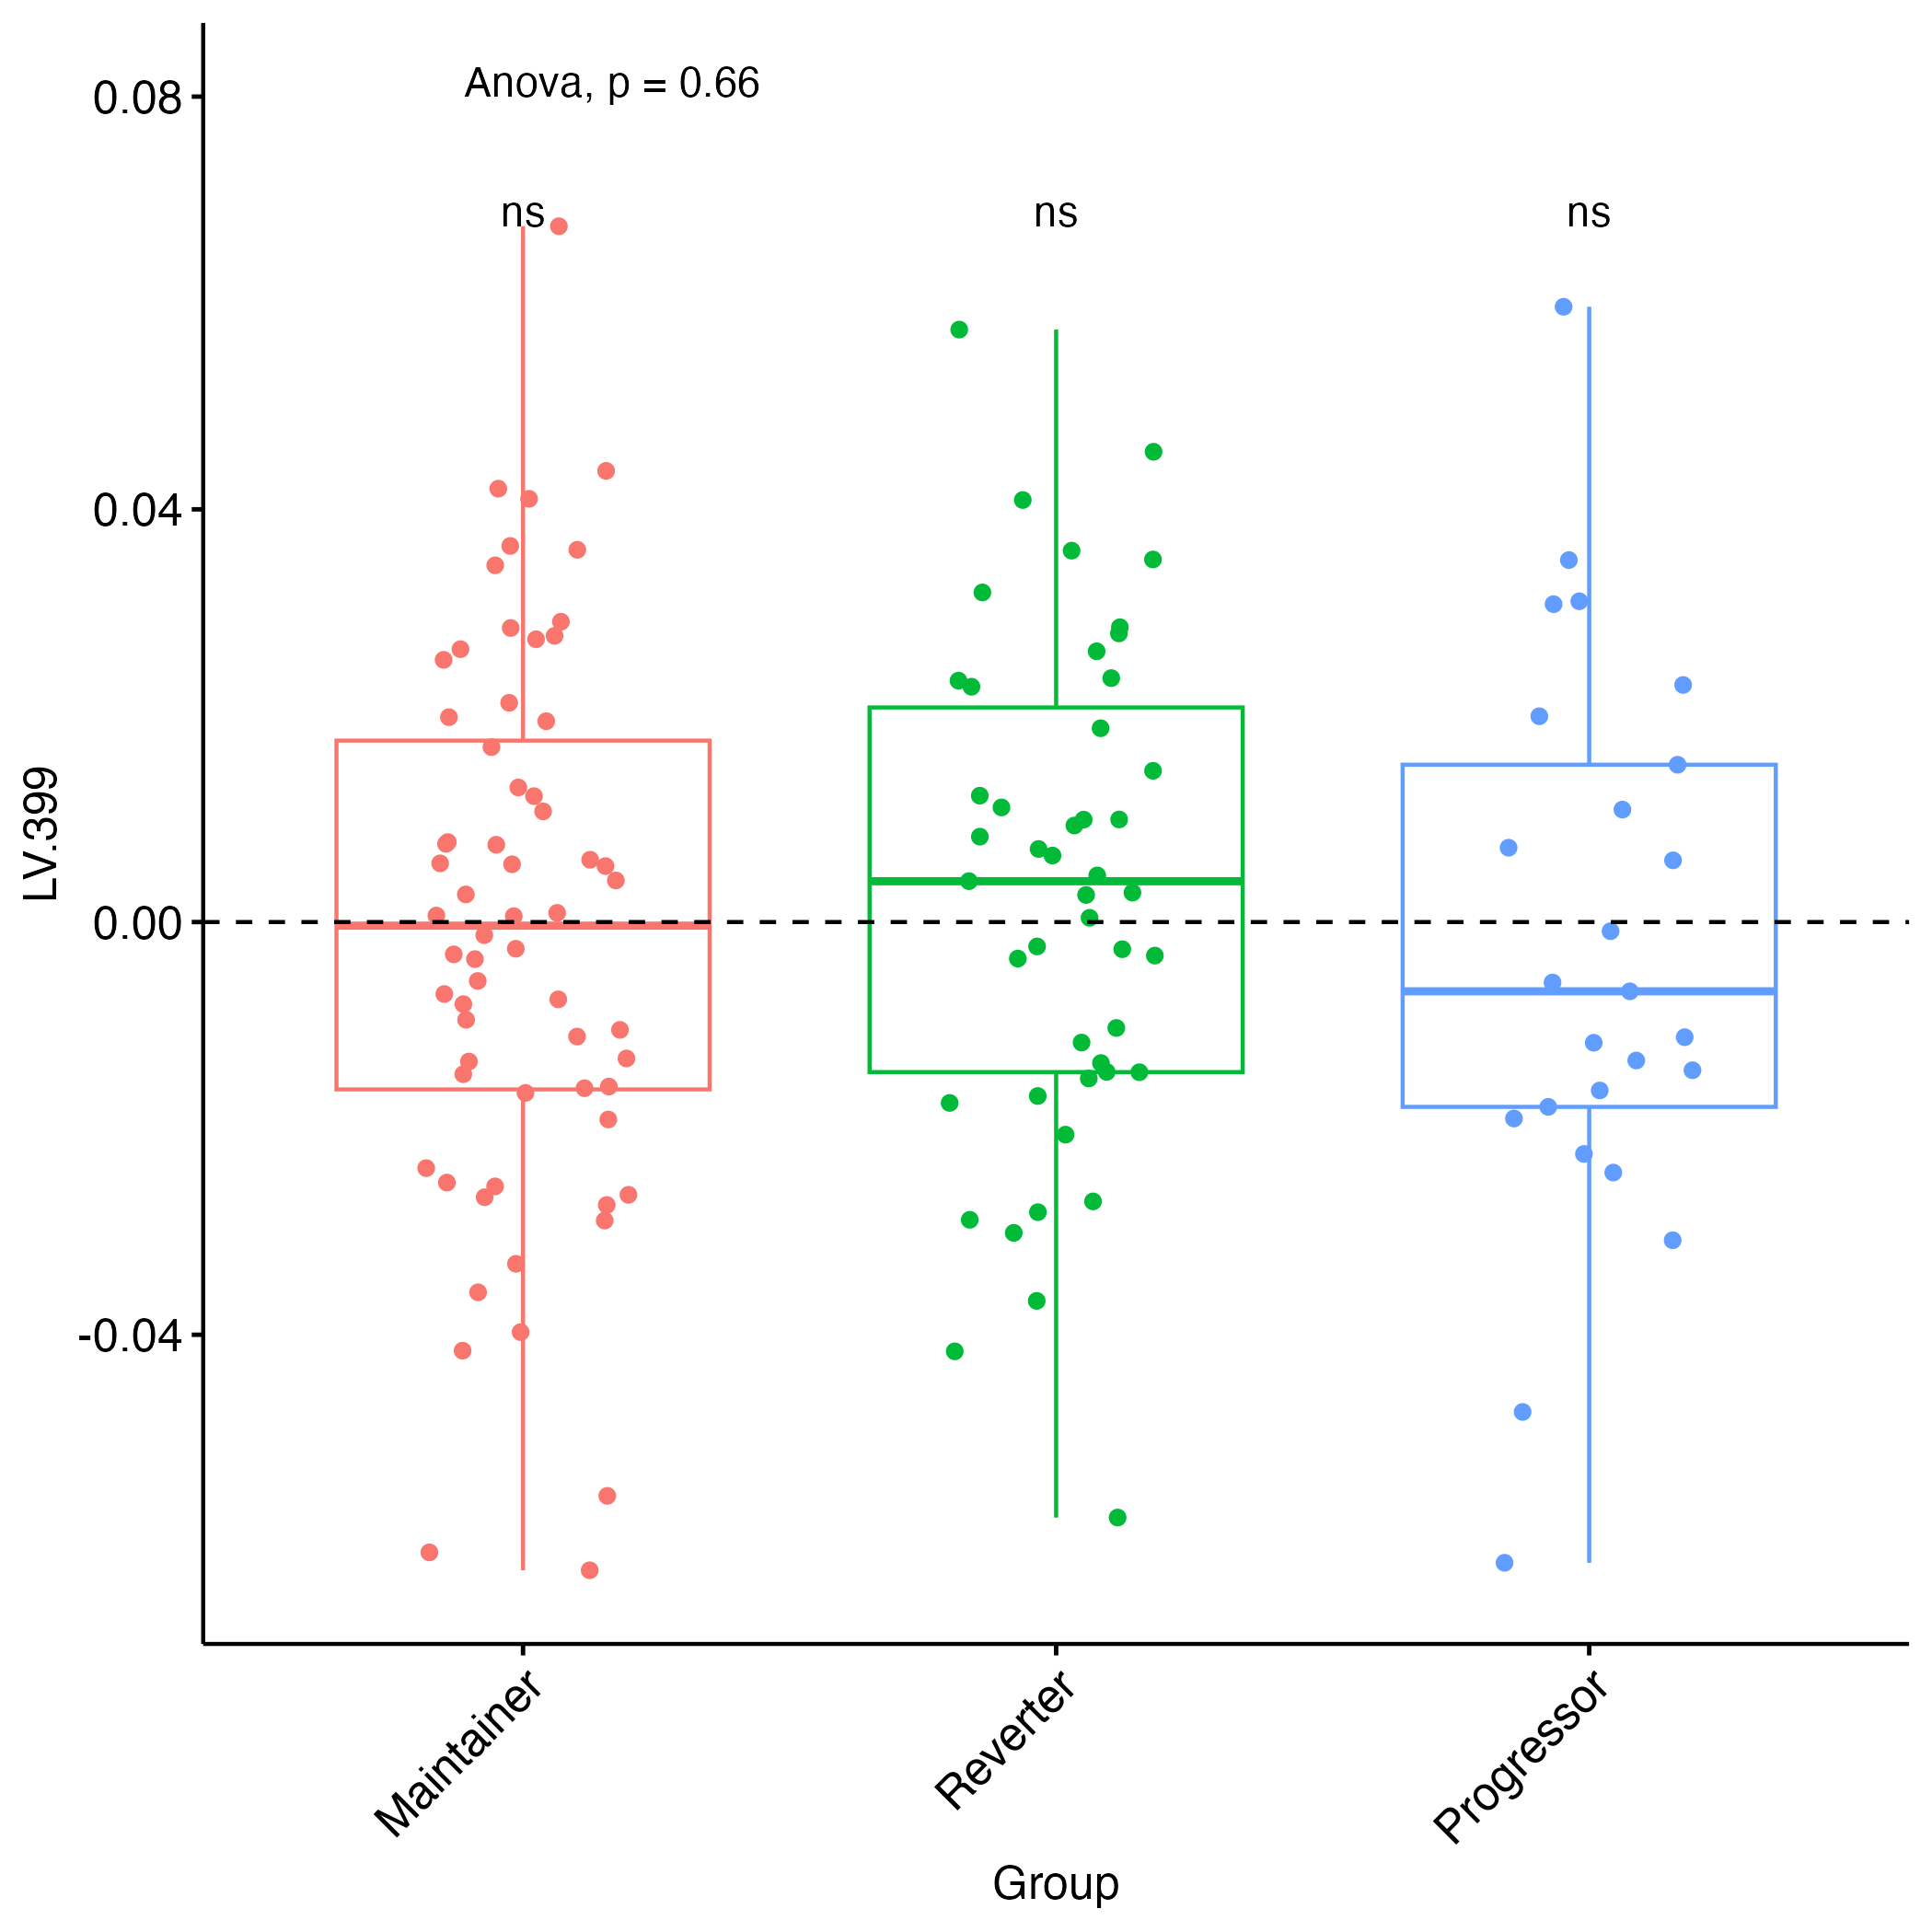 Anova, p = 0.66
ns
ns
ns
0.08
0.04
0.00
-0.04
LV.399
Maintainer
Reverter
Progressor
Group